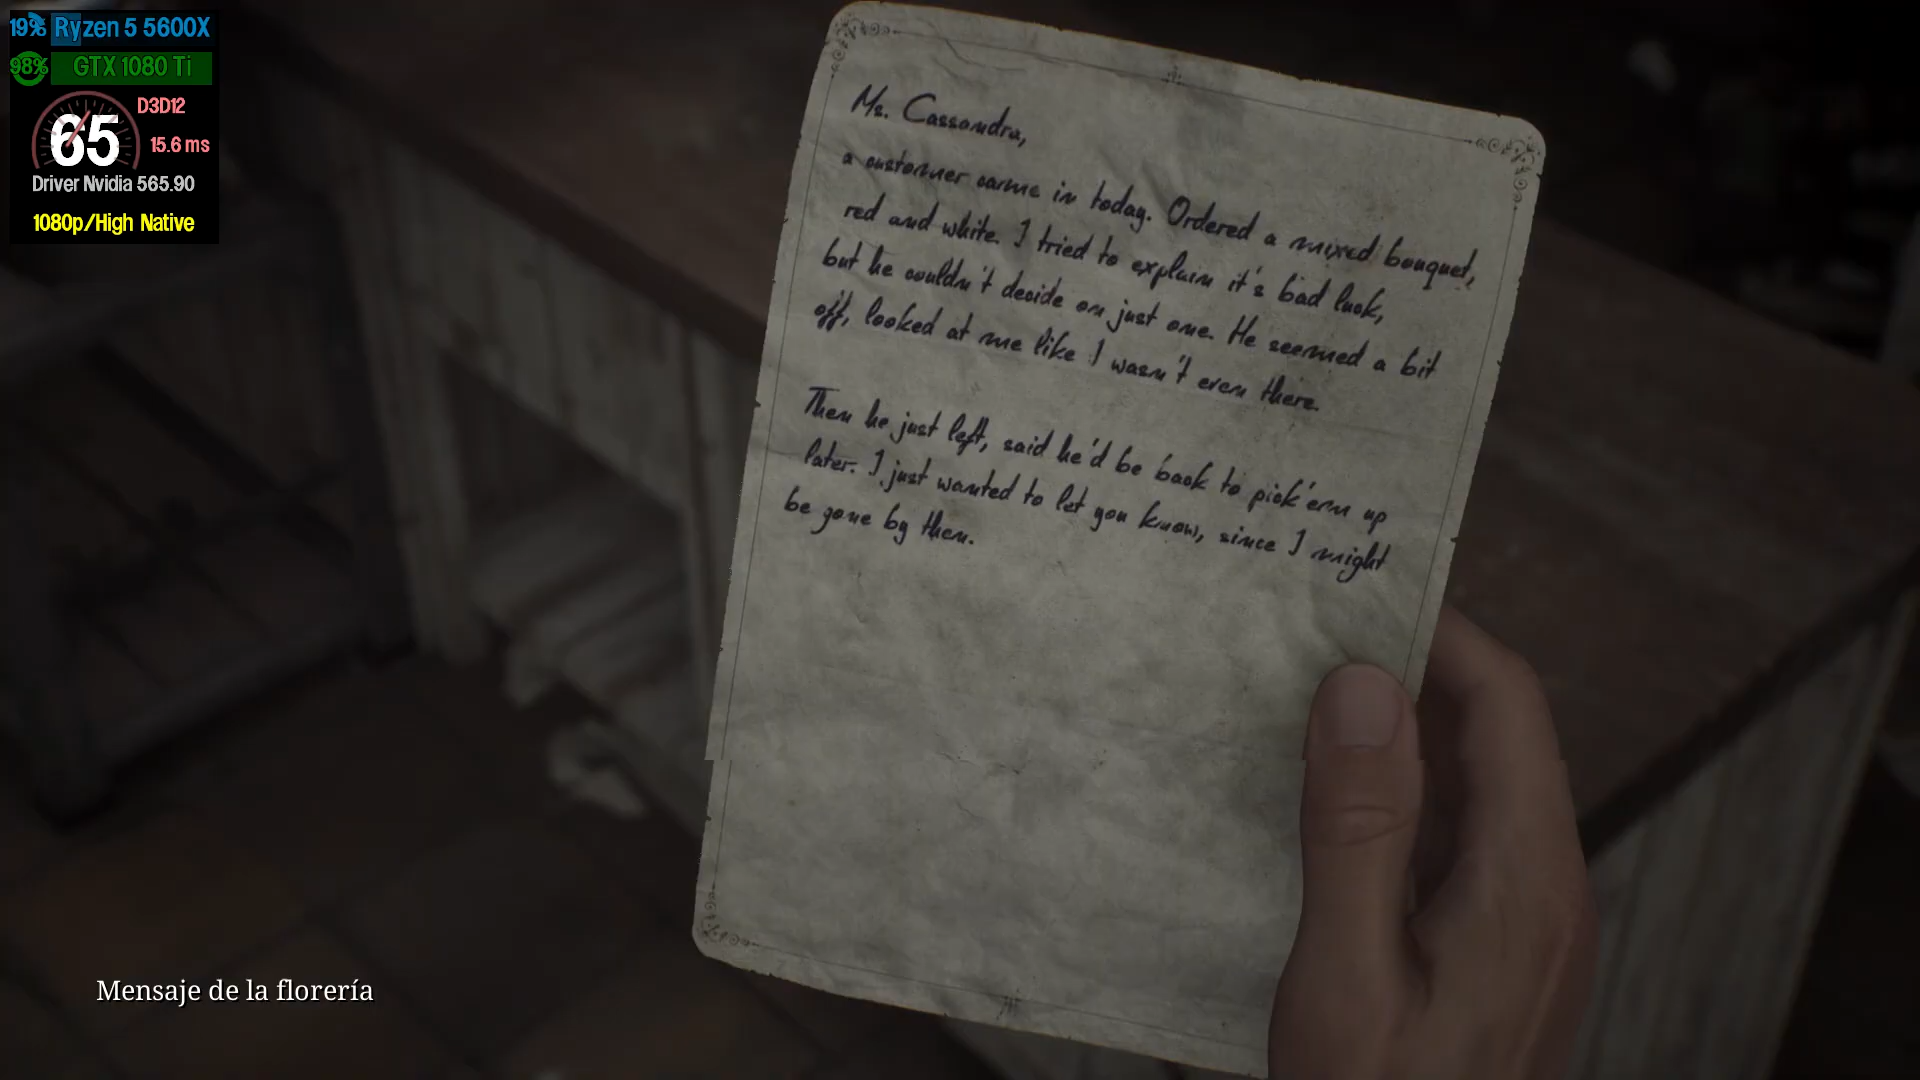 19% Ryzen 5 5600X
98% GTX 1080 Ti
D3D12
65 15.6 ms
Driver Nvidia 565.90
1080p/High Native
Ms. Cassandra,
a customer came in today. Ordered a mixed bouquet,
red and white. I tried to explain it's bad luck,
but he couldn't decide on just one. He seemed a bit
off, looked at me like I wasn't even there.
Then he just left, said he'd be back to pick'em up
later. I just wanted to let you know, since I might
be gone by then.
Mensaje de la florería